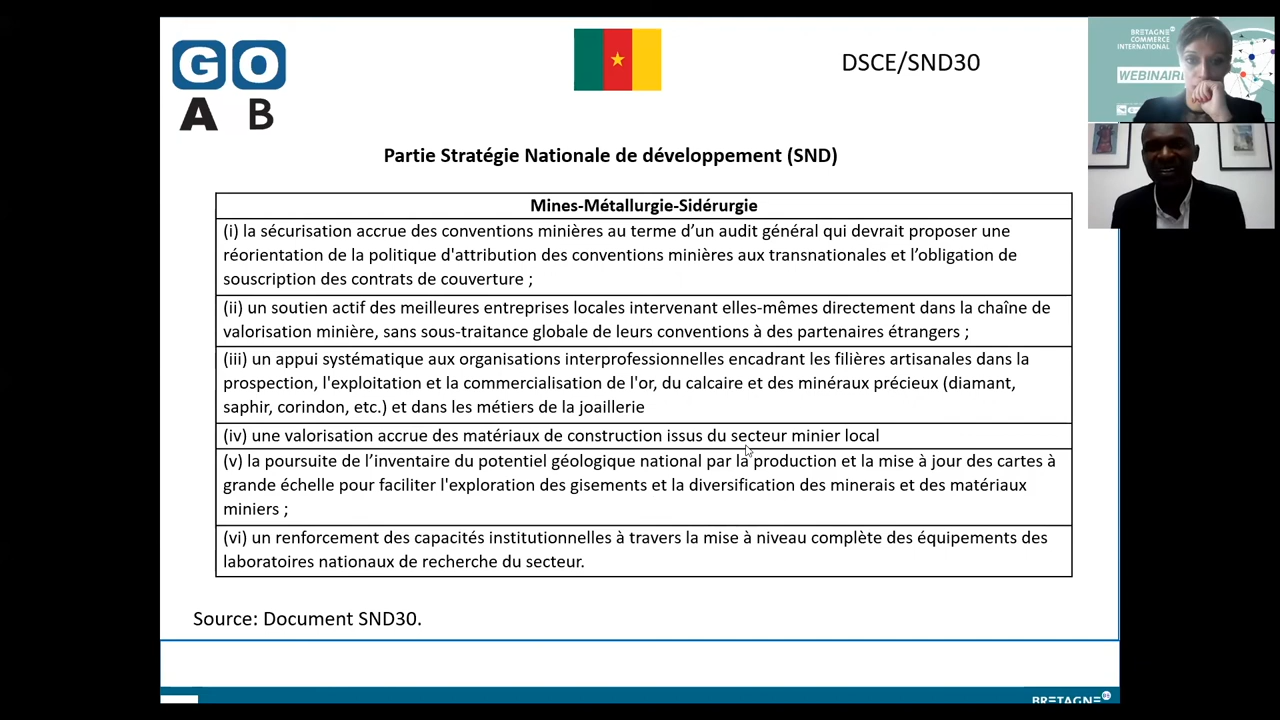 GO
A B
DSCE/SND30
BRETAGNE
COMMERCE
INTERNATIONAL
WEBINAIRE
Partie Stratégie Nationale de développement (SND)
Mines-Métallurgie-Sidérurgie
(i) la sécurisation accrue des conventions minières au terme d’un audit général qui devrait proposer une
réorientation de la politique d'attribution des conventions minières aux transnationales et l’obligation de
souscription des contrats de couverture ;
(ii) un soutien actif des meilleures entreprises locales intervenant elles-mêmes directement dans la chaîne de
valorisation minière, sans sous-traitance globale de leurs conventions à des partenaires étrangers ;
(iii) un appui systématique aux organisations interprofessionnelles encadrant les filières artisanales dans la
prospection, l'exploitation et la commercialisation de l'or, du calcaire et des minéraux précieux (diamant,
saphir, corindon, etc.) et dans les métiers de la joaillerie
(iv) une valorisation accrue des matériaux de construction issus du secteur minier local
(v) la poursuite de l’inventaire du potentiel géologique national par la production et la mise à jour des cartes à
grande échelle pour faciliter l'exploration des gisements et la diversification des minerais et des matériaux
miniers ;
(vi) un renforcement des capacités institutionnelles à travers la mise à niveau complète des équipements des
laboratoires nationaux de recherche du secteur.
Source: Document SND30.
BRETAGNE